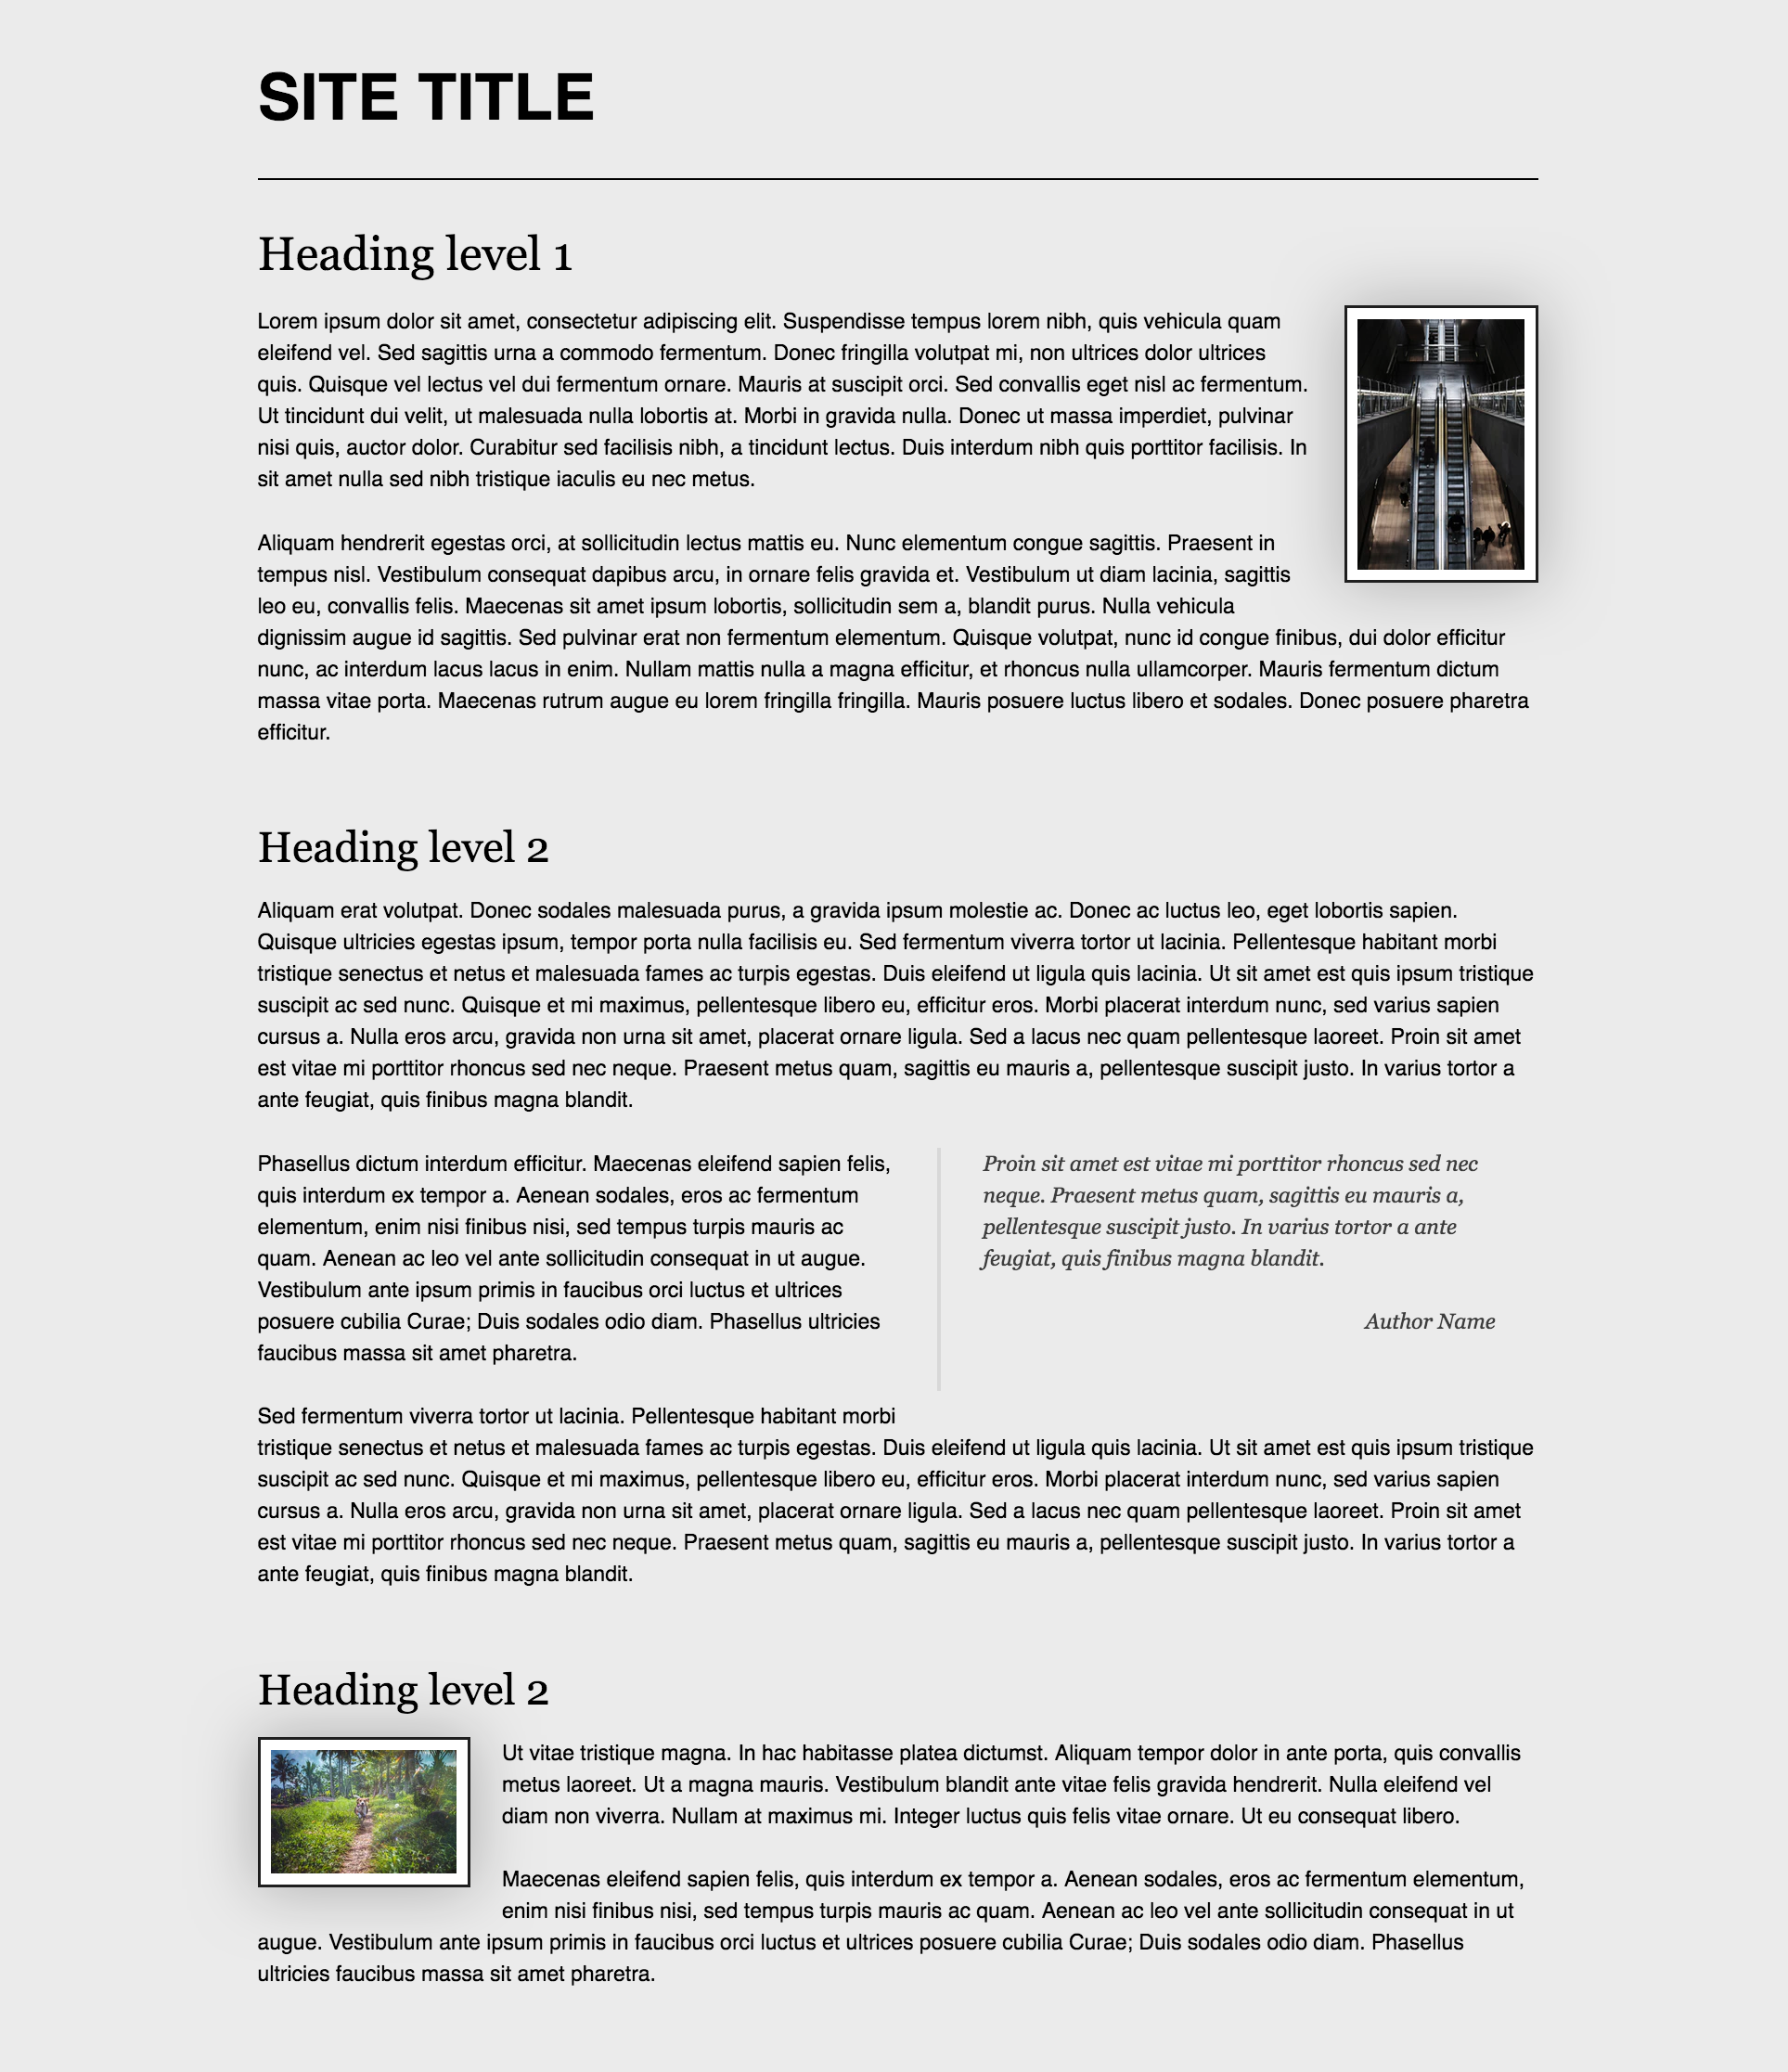 SITE TITLE
Heading level 1
Lorem ipsum dolor sit amet, consectetur adipiscing elit. Suspendisse tempus lorem nibh, quis vehicula quam
eleifend vel. Sed sagittis urna a commodo fermentum. Donec fringilla volutpat mi, non ultrices dolor ultrices
quis. Quisque vel lectus vel dui fermentum ornare. Mauris at suscipit orci. Sed convallis eget nisl ac fermentum.
Ut tincidunt dui velit, ut malesuada nulla lobortis at. Morbi in gravida nulla. Donec ut massa imperdiet, pulvinar
nisi quis, auctor dolor. Curabitur sed facilisis nibh, a tincidunt lectus. Duis interdum nibh quis porttitor facilisis. In
sit amet nulla sed nibh tristique iaculis eu nec metus.
Aliquam hendrerit egestas orci, at sollicitudin lectus mattis eu. Nunc elementum congue sagittis. Praesent in
tempus nisl. Vestibulum consequat dapibus arcu, in ornare felis gravida et. Vestibulum ut diam lacinia, sagittis
leo eu, convallis felis. Maecenas sit amet ipsum lobortis, sollicitudin sem a, blandit purus. Nulla vehicula
dignissim augue id sagittis. Sed pulvinar erat non fermentum elementum. Quisque volutpat, nunc id congue finibus, dui dolor efficitur
nunc, ac interdum lacus lacus in enim. Nullam mattis nulla a magna efficitur, et rhoncus nulla ullamcorper. Mauris fermentum dictum
massa vitae porta. Maecenas rutrum augue eu lorem fringilla fringilla. Mauris posuere luctus libero et sodales. Donec posuere pharetra
efficitur.
Heading level 2
Aliquam erat volutpat. Donec sodales malesuada purus, a gravida ipsum molestie ac. Donec ac luctus leo, eget lobortis sapien.
Quisque ultricies egestas ipsum, tempor porta nulla facilisis eu. Sed fermentum viverra tortor ut lacinia. Pellentesque habitant morbi
tristique senectus et netus et malesuada fames ac turpis egestas. Duis eleifend ut ligula quis lacinia. Ut sit amet est quis ipsum tristique
suscipit ac sed nunc. Quisque et mi maximus, pellentesque libero eu, efficitur eros. Morbi placerat interdum nunc, sed varius sapien
cursus a. Nulla eros arcu, gravida non urna sit amet, placerat ornare ligula. Sed a lacus nec quam pellentesque laoreet. Proin sit amet
est vitae mi porttitor rhoncus sed nec neque. Praesent metus quam, sagittis eu mauris a, pellentesque suscipit justo. In varius tortor a
ante feugiat, quis finibus magna blandit.
Phasellus dictum interdum efficitur. Maecenas eleifend sapien felis,
quis interdum ex tempor a. Aenean sodales, eros ac fermentum
elementum, enim nisi finibus nisi, sed tempus turpis mauris ac
quam. Aenean ac leo vel ante sollicitudin consequat in ut augue.
Vestibulum ante ipsum primis in faucibus orci luctus et ultrices
posuere cubilia Curae; Duis sodales odio diam. Phasellus ultricies
faucibus massa sit amet pharetra.
Proin sit amet est vitae mi porttitor rhoncus sed nec
neque. Praesent metus quam, sagittis eu mauris a,
pellentesque suscipit justo. In varius tortor a ante
feugiat, quis finibus magna blandit.
Author Name
Sed fermentum viverra tortor ut lacinia. Pellentesque habitant morbi
tristique senectus et netus et malesuada fames ac turpis egestas. Duis eleifend ut ligula quis lacinia. Ut sit amet est quis ipsum tristique
suscipit ac sed nunc. Quisque et mi maximus, pellentesque libero eu, efficitur eros. Morbi placerat interdum nunc, sed varius sapien
cursus a. Nulla eros arcu, gravida non urna sit amet, placerat ornare ligula. Sed a lacus nec quam pellentesque laoreet. Proin sit amet
est vitae mi porttitor rhoncus sed nec neque. Praesent metus quam, sagittis eu mauris a, pellentesque suscipit justo. In varius tortor a
ante feugiat, quis finibus magna blandit.
Heading level 2
Ut vitae tristique magna. In hac habitasse platea dictumst. Aliquam tempor dolor in ante porta, quis convallis
metus laoreet. Ut a magna mauris. Vestibulum blandit ante vitae felis gravida hendrerit. Nulla eleifend vel
diam non viverra. Nullam at maximus mi. Integer luctus quis felis vitae ornare. Ut eu consequat libero.
Maecenas eleifend sapien felis, quis interdum ex tempor a. Aenean sodales, eros ac fermentum elementum,
enim nisi finibus nisi, sed tempus turpis mauris ac quam. Aenean ac leo vel ante sollicitudin consequat in ut
augue. Vestibulum ante ipsum primis in faucibus orci luctus et ultrices posuere cubilia Curae; Duis sodales odio diam. Phasellus
ultricies faucibus massa sit amet pharetra.